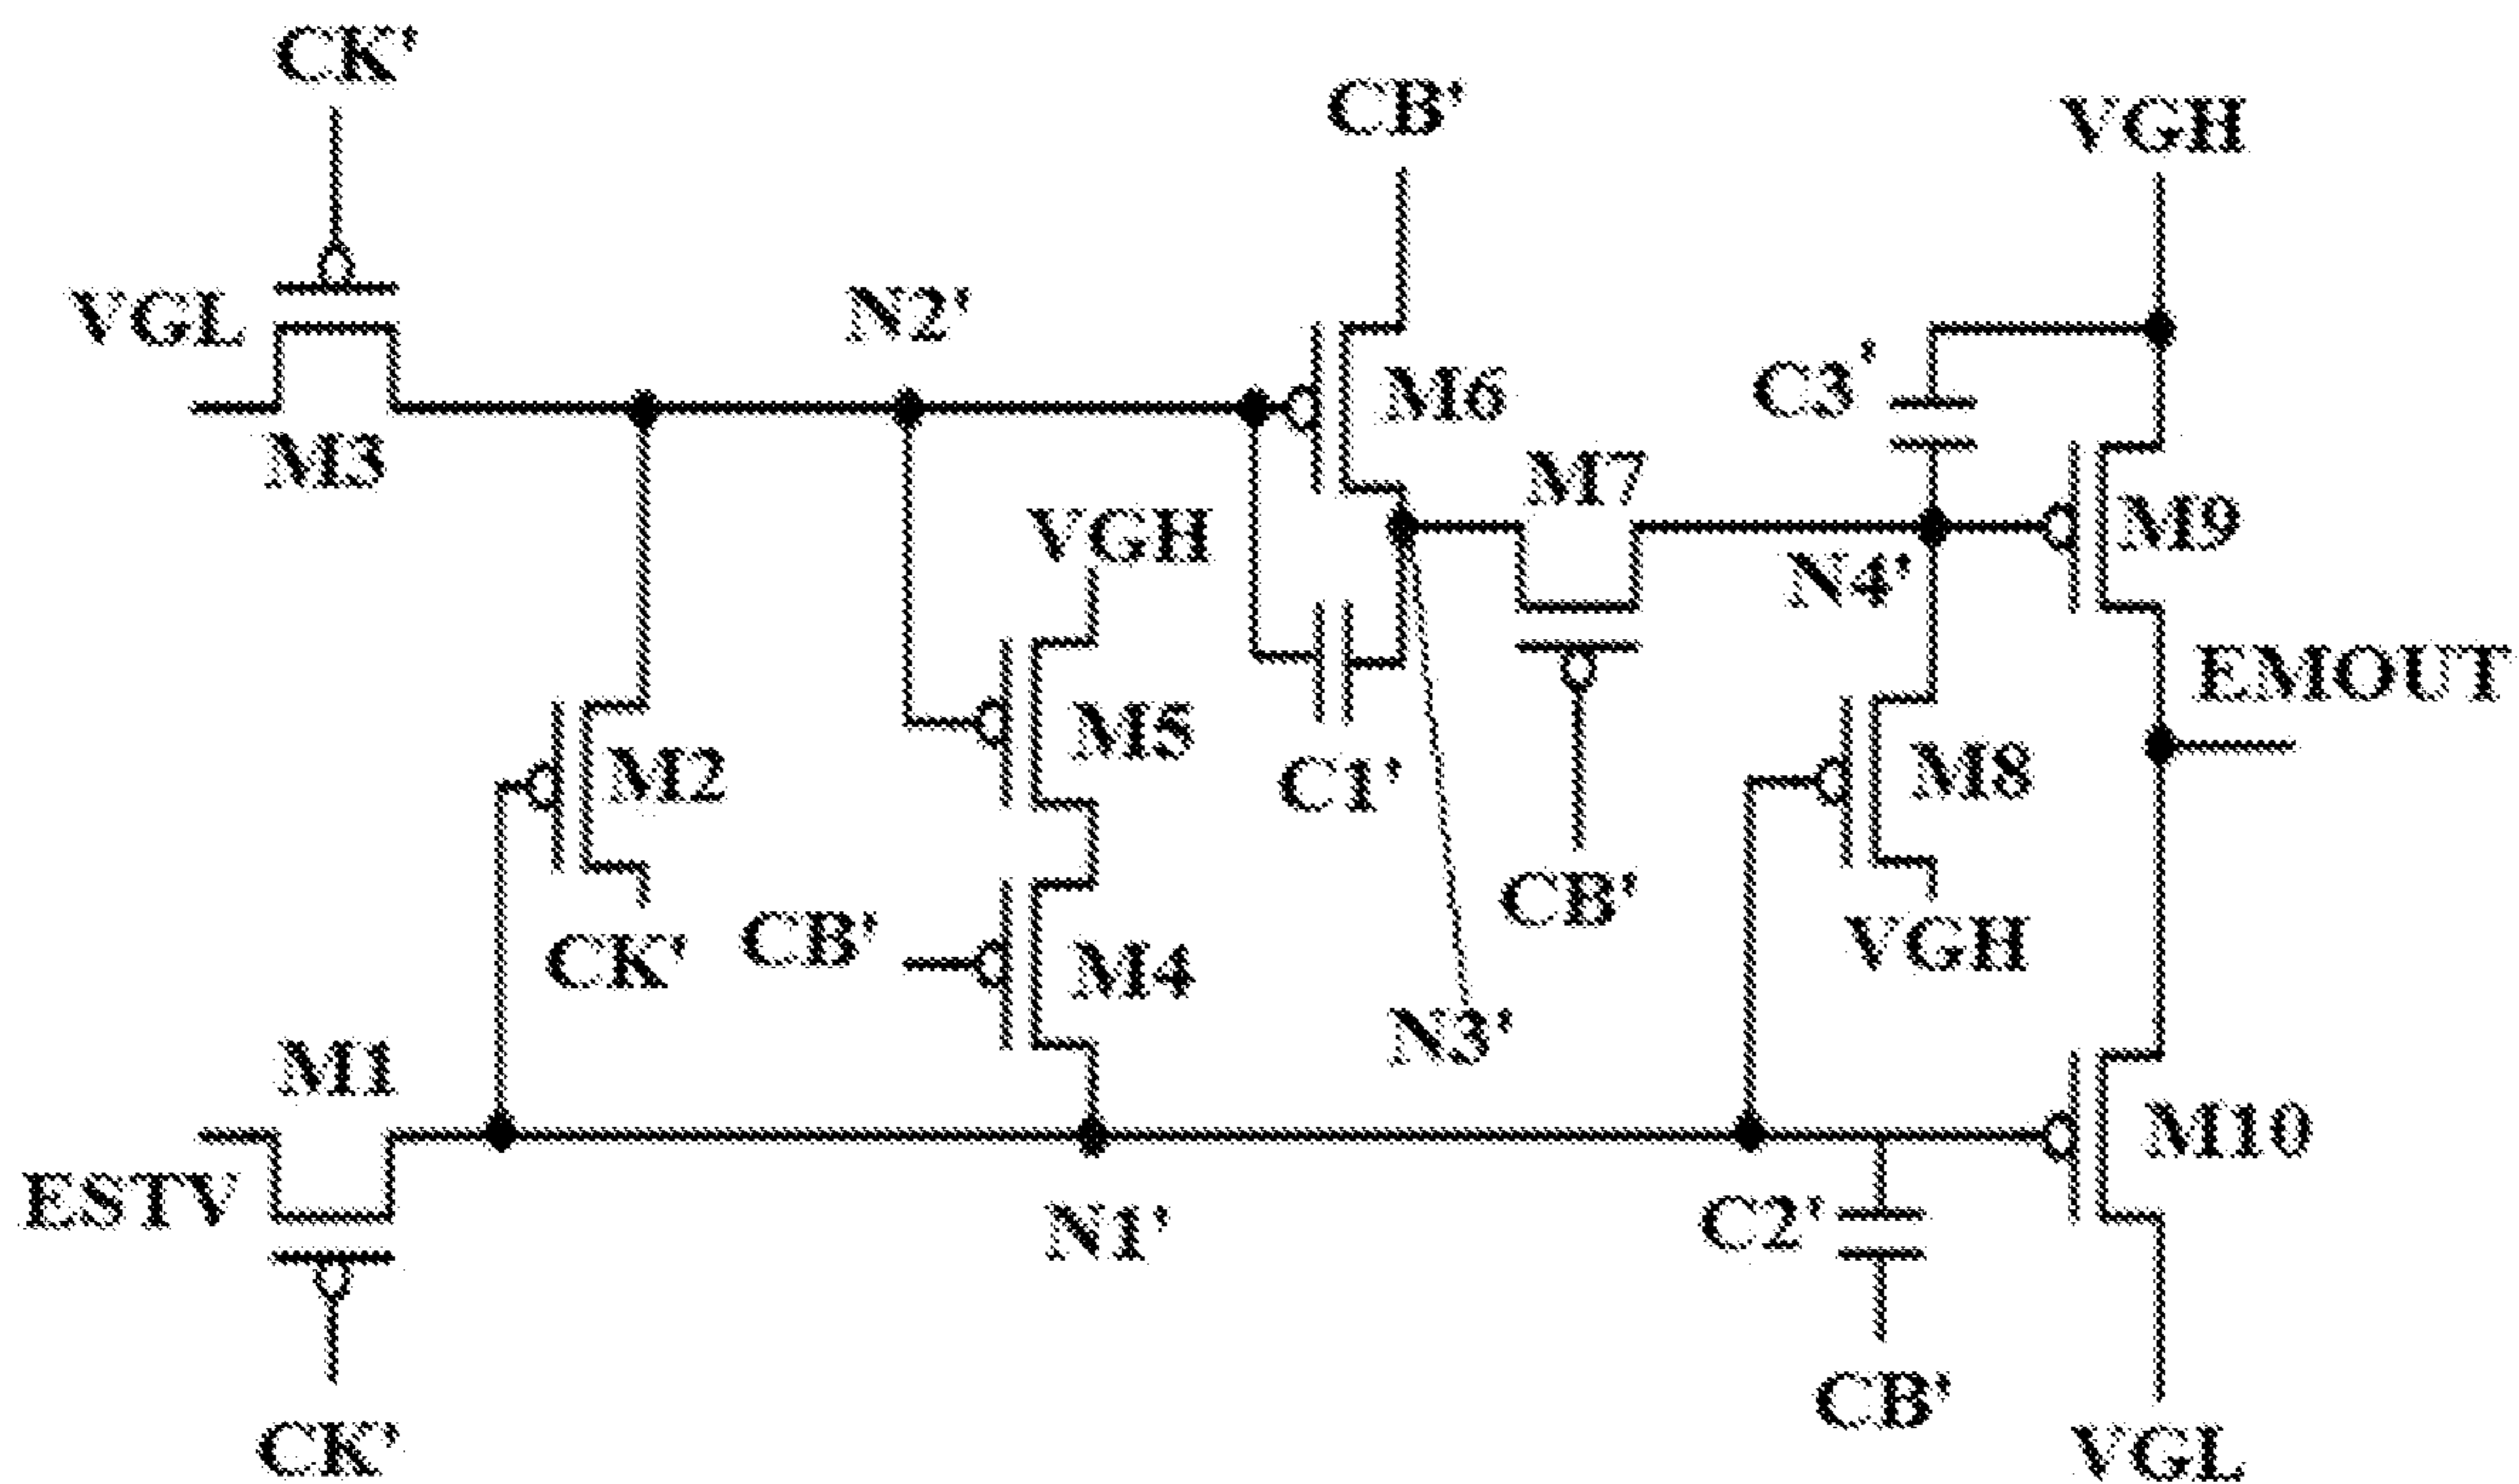 CK'
CB'
VGH
VGL
N2'
C3'
M6
M3
M7
VGH
M9
N4'
EMOUT
M5
M2
C1'
M8
CB'
CK'
CB'
M4
VGH
N3'
M1
M10
ESTV
N1'
C2'
CB'
CK'
VGL